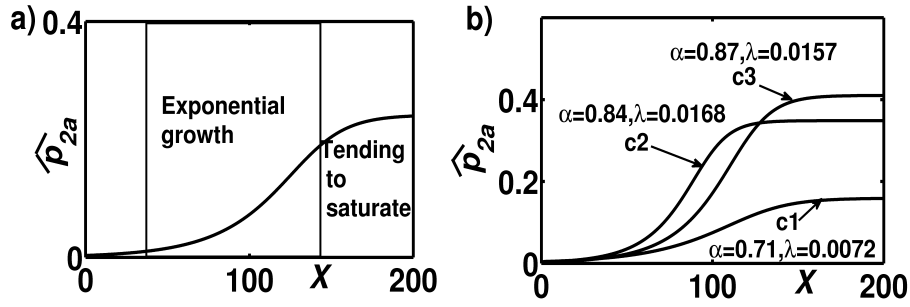 a)
0.4
Exponential
growth
Tending
to
saturate
p̂2a
0
0
100
X
200
b)
α=0.87,λ=0.0157
c3
0.4
α=0.84,λ=0.0168
c2
p̂2a
0.2
c1
α=0.71,λ=0.0072
0
0
100
X
200